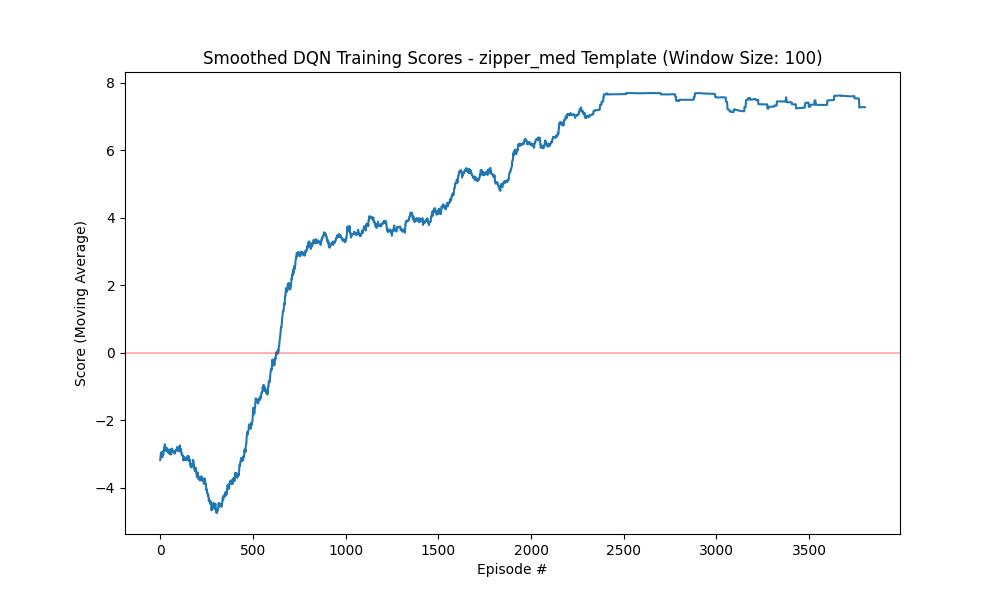 Smoothed DQN Training Scores - zipper_med Template (Window Size: 100)
Score (Moving Average)
8
6
4
2
0
−2
−4
0 500 1000 1500 2000 2500 3000 3500
Episode #